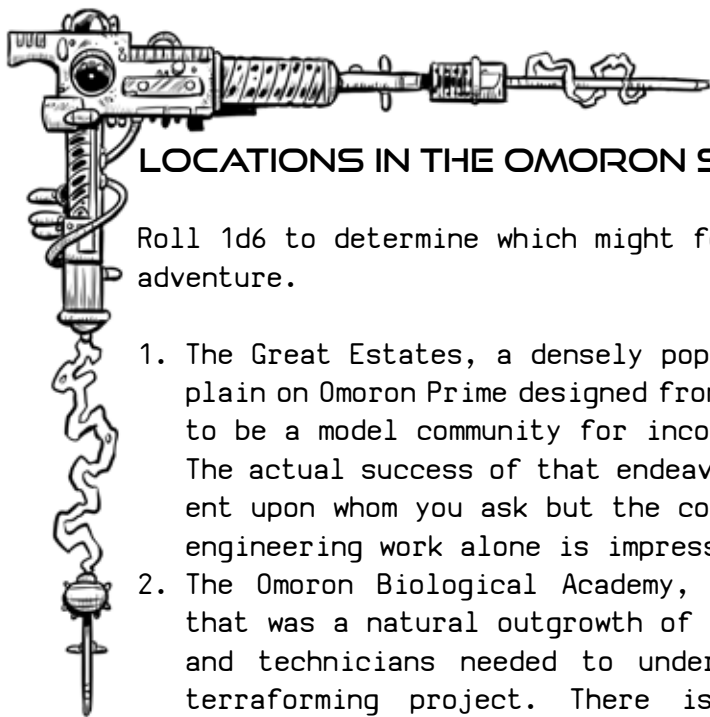 LOCATIONS IN THE OMORON
Roll 1d6 to determine which might
adventure.
1. The Great Estates, a densely pop
plain on Omoron Prime designed from
to be a model community for inco
The actual success of that endeav
ent upon whom you ask but the co
engineering work alone is impress
2. The Omoron Biological Academy,
that was a natural outgrowth of
and technicians needed to under
terraforming project. There is